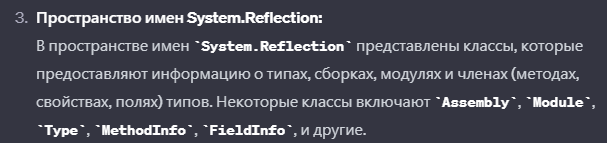 3. Пространство имен System.Reflection:
В пространстве имен `System.Reflection` представлены классы, которые
предоставляют информацию о типах, сборках, модулях и членах (методах,
свойствах, полях) типов. Некоторые классы включают `Assembly`, `Module`,
`Type`, `MethodInfo`, `FieldInfo`, и другие.